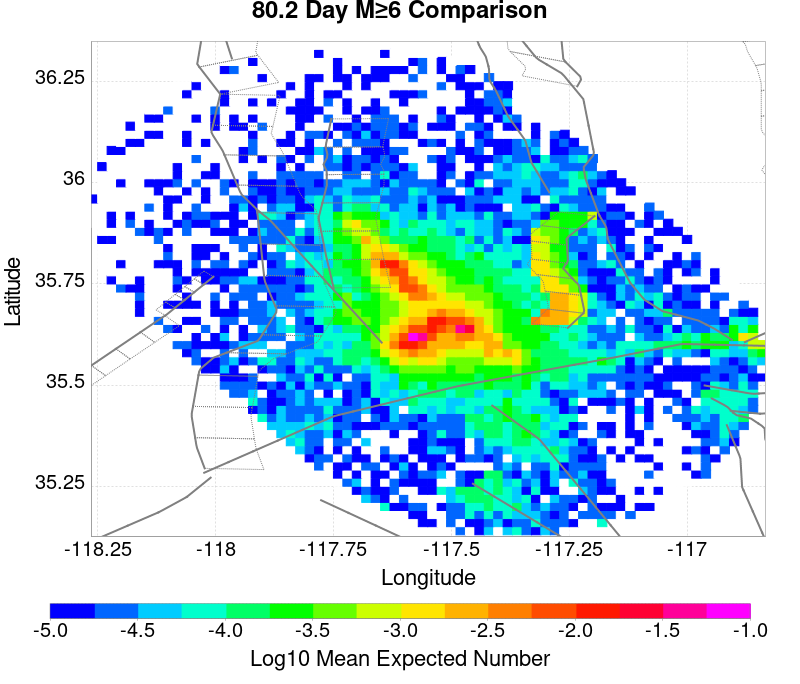 80.2 Day M≥6 Comparison
36.25
36
35.75
35.5
35.25
Latitude
-118.25 -118 -117.75 -117.5 -117.25 -117
Longitude
-5.0 -4.5 -4.0 -3.5 -3.0 -2.5 -2.0 -1.5 -1.0
Log10 Mean Expected Number